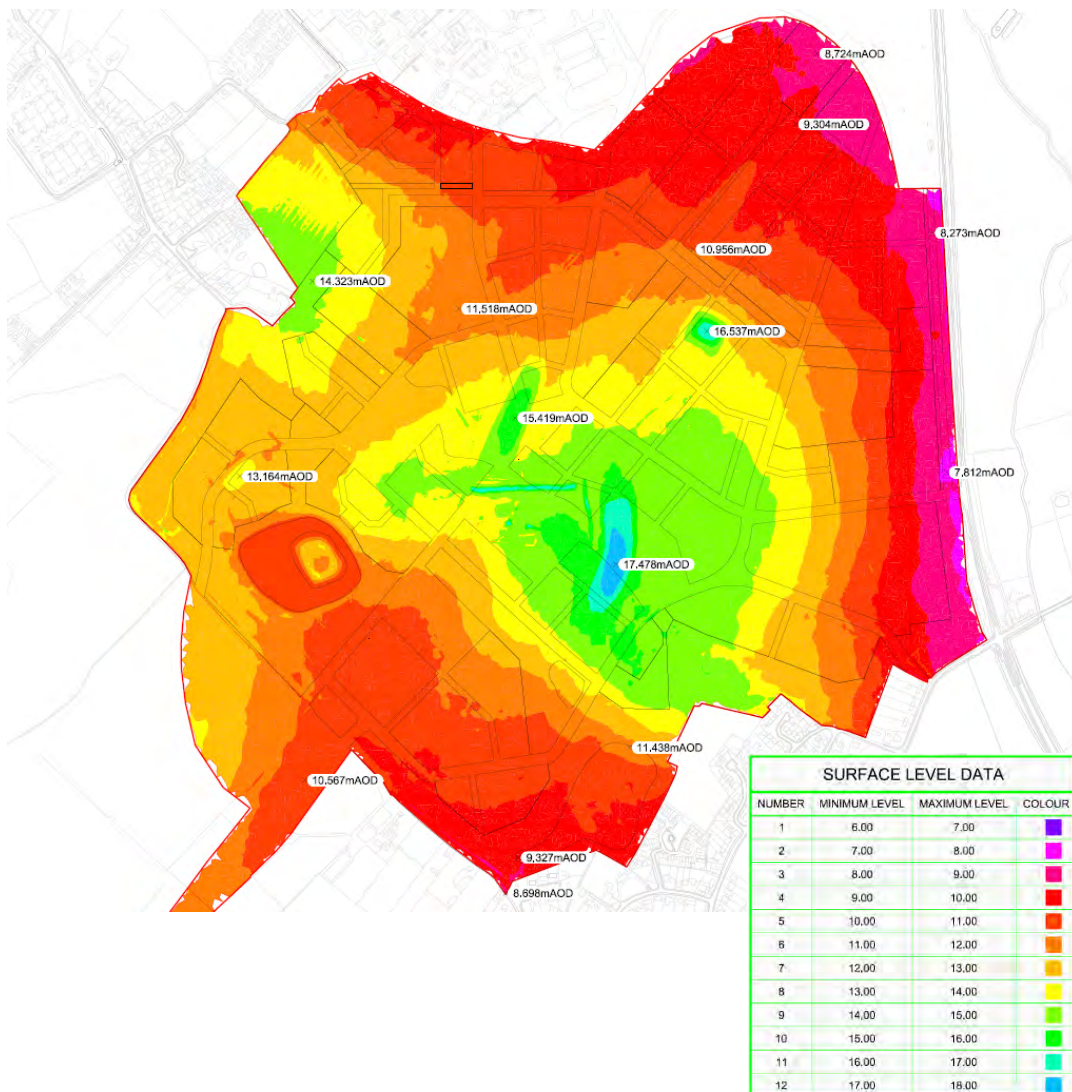 8,724mAOD
9,304mAOD
8,273mAOD
10.956mAOD
14.323mAOD
11,518mAOD
16,537mAOD
15.419mAOD
13,164mAOD
7,812mAOD
17.478mAOD
11.438mAOD
10.567mAOD
9,327mAOD
8.698mAOD
SURFACE LEVEL DATA
NUMBER MINIMUM LEVEL MAXIMUM LEVEL COLOUR
1 6.00 7.00
2 7.00 8.00
3 8.00 9.00
4 9.00 10.00
5 10.00 11.00
6 11.00 12.00
7 12.00 13.00
8 13.00 14.00
9 14.00 15.00
10 15.00 16.00
11 16.00 17.00
12 17.00 18.00